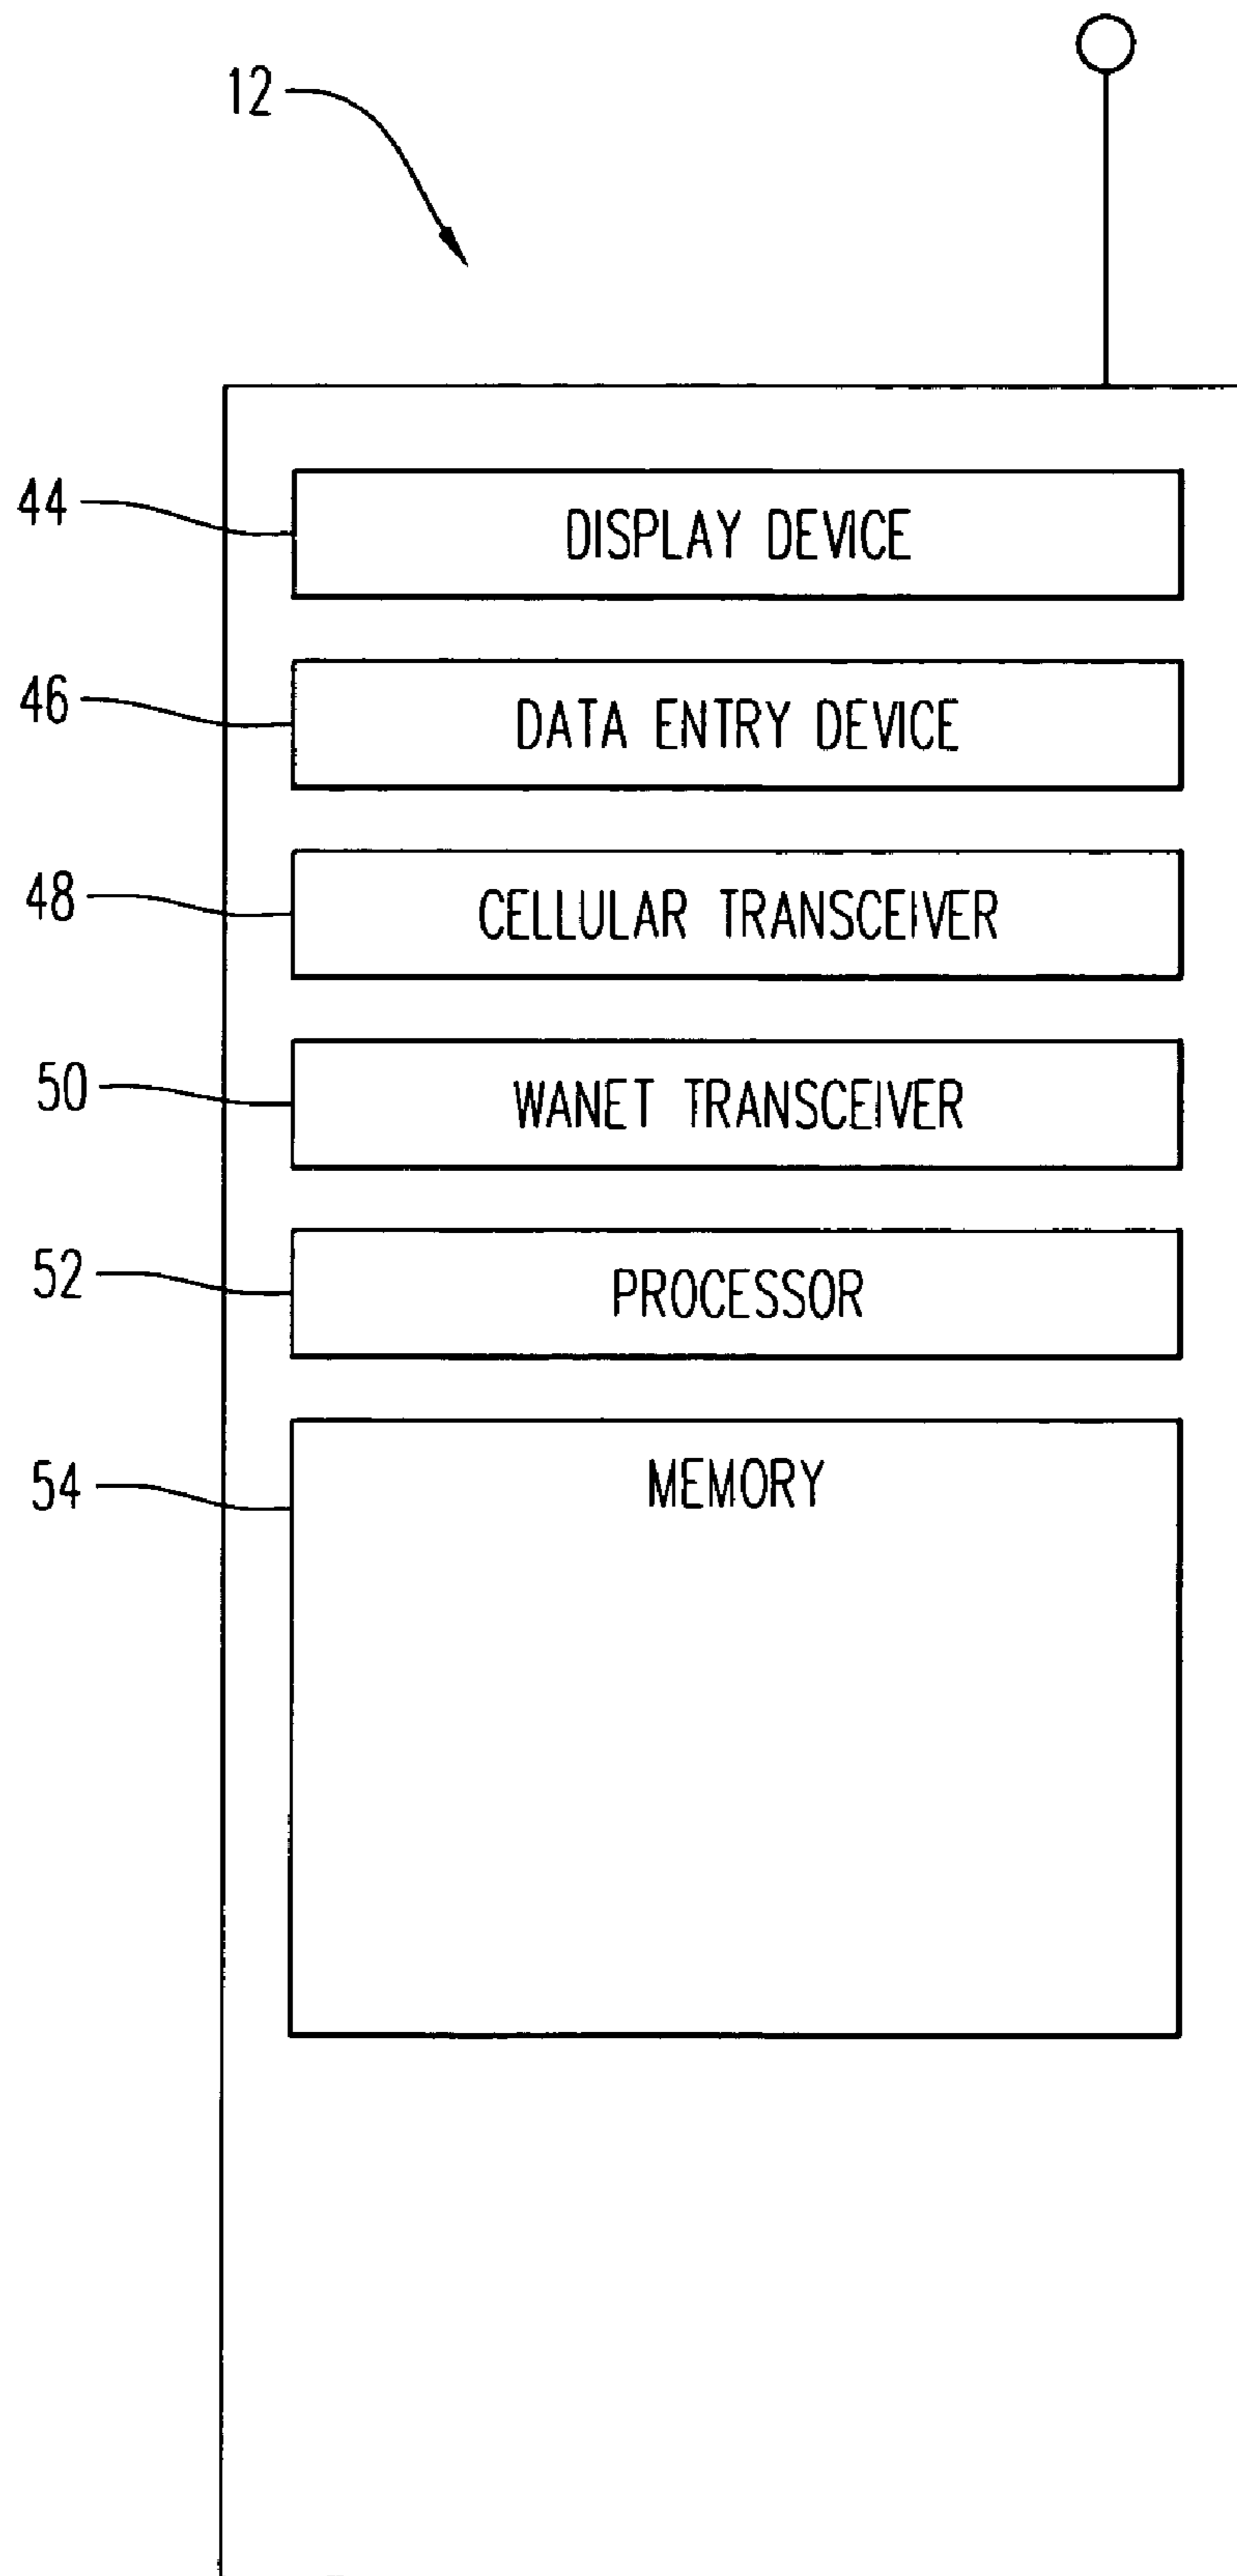 12
44 DISPLAY DEVICE
46 DATA ENTRY DEVICE
48 CELLULAR TRANSCEIVER
50 WANET TRANSCEIVER
52 PROCESSOR
54 MEMORY